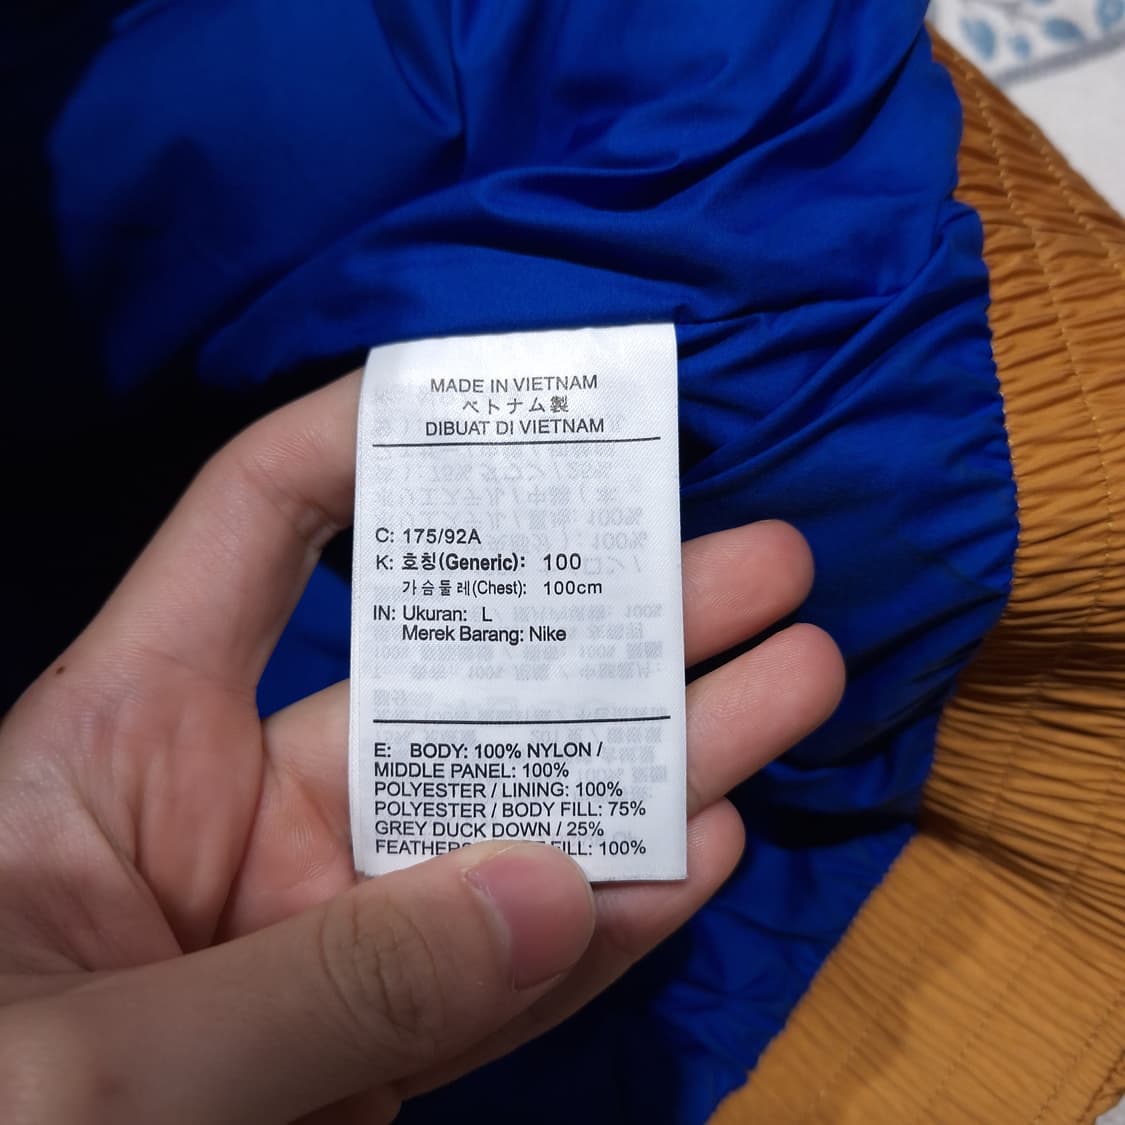 MADE IN VIETNAM
ベトナム製
DIBUAT DI VIETNAM
C: 175/92A
K: 호칭(Generic): 100
가슴둘레(Chest): 100cm
IN: Ukuran: L
Merek Barang: Nike
E: BODY: 100% NYLON /
MIDDLE PANEL: 100%
POLYESTER / LINING: 100%
POLYESTER / BODY FILL: 75%
GREY DUCK DOWN / 25%
FILL: 100%